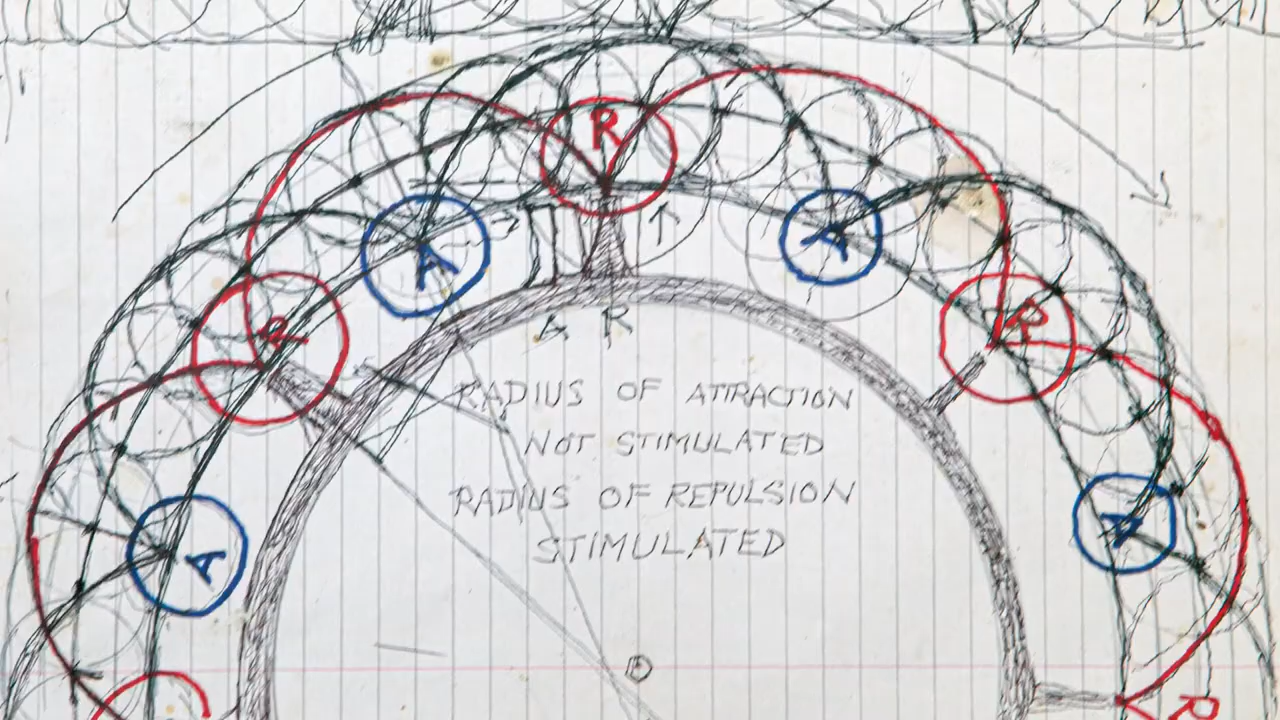 R
A
A
R
R
A R
RADIUS OF ATTRACTION
NOT STIMULATED
RADIUS OF REPULSION
STIMULATED
A
A
R